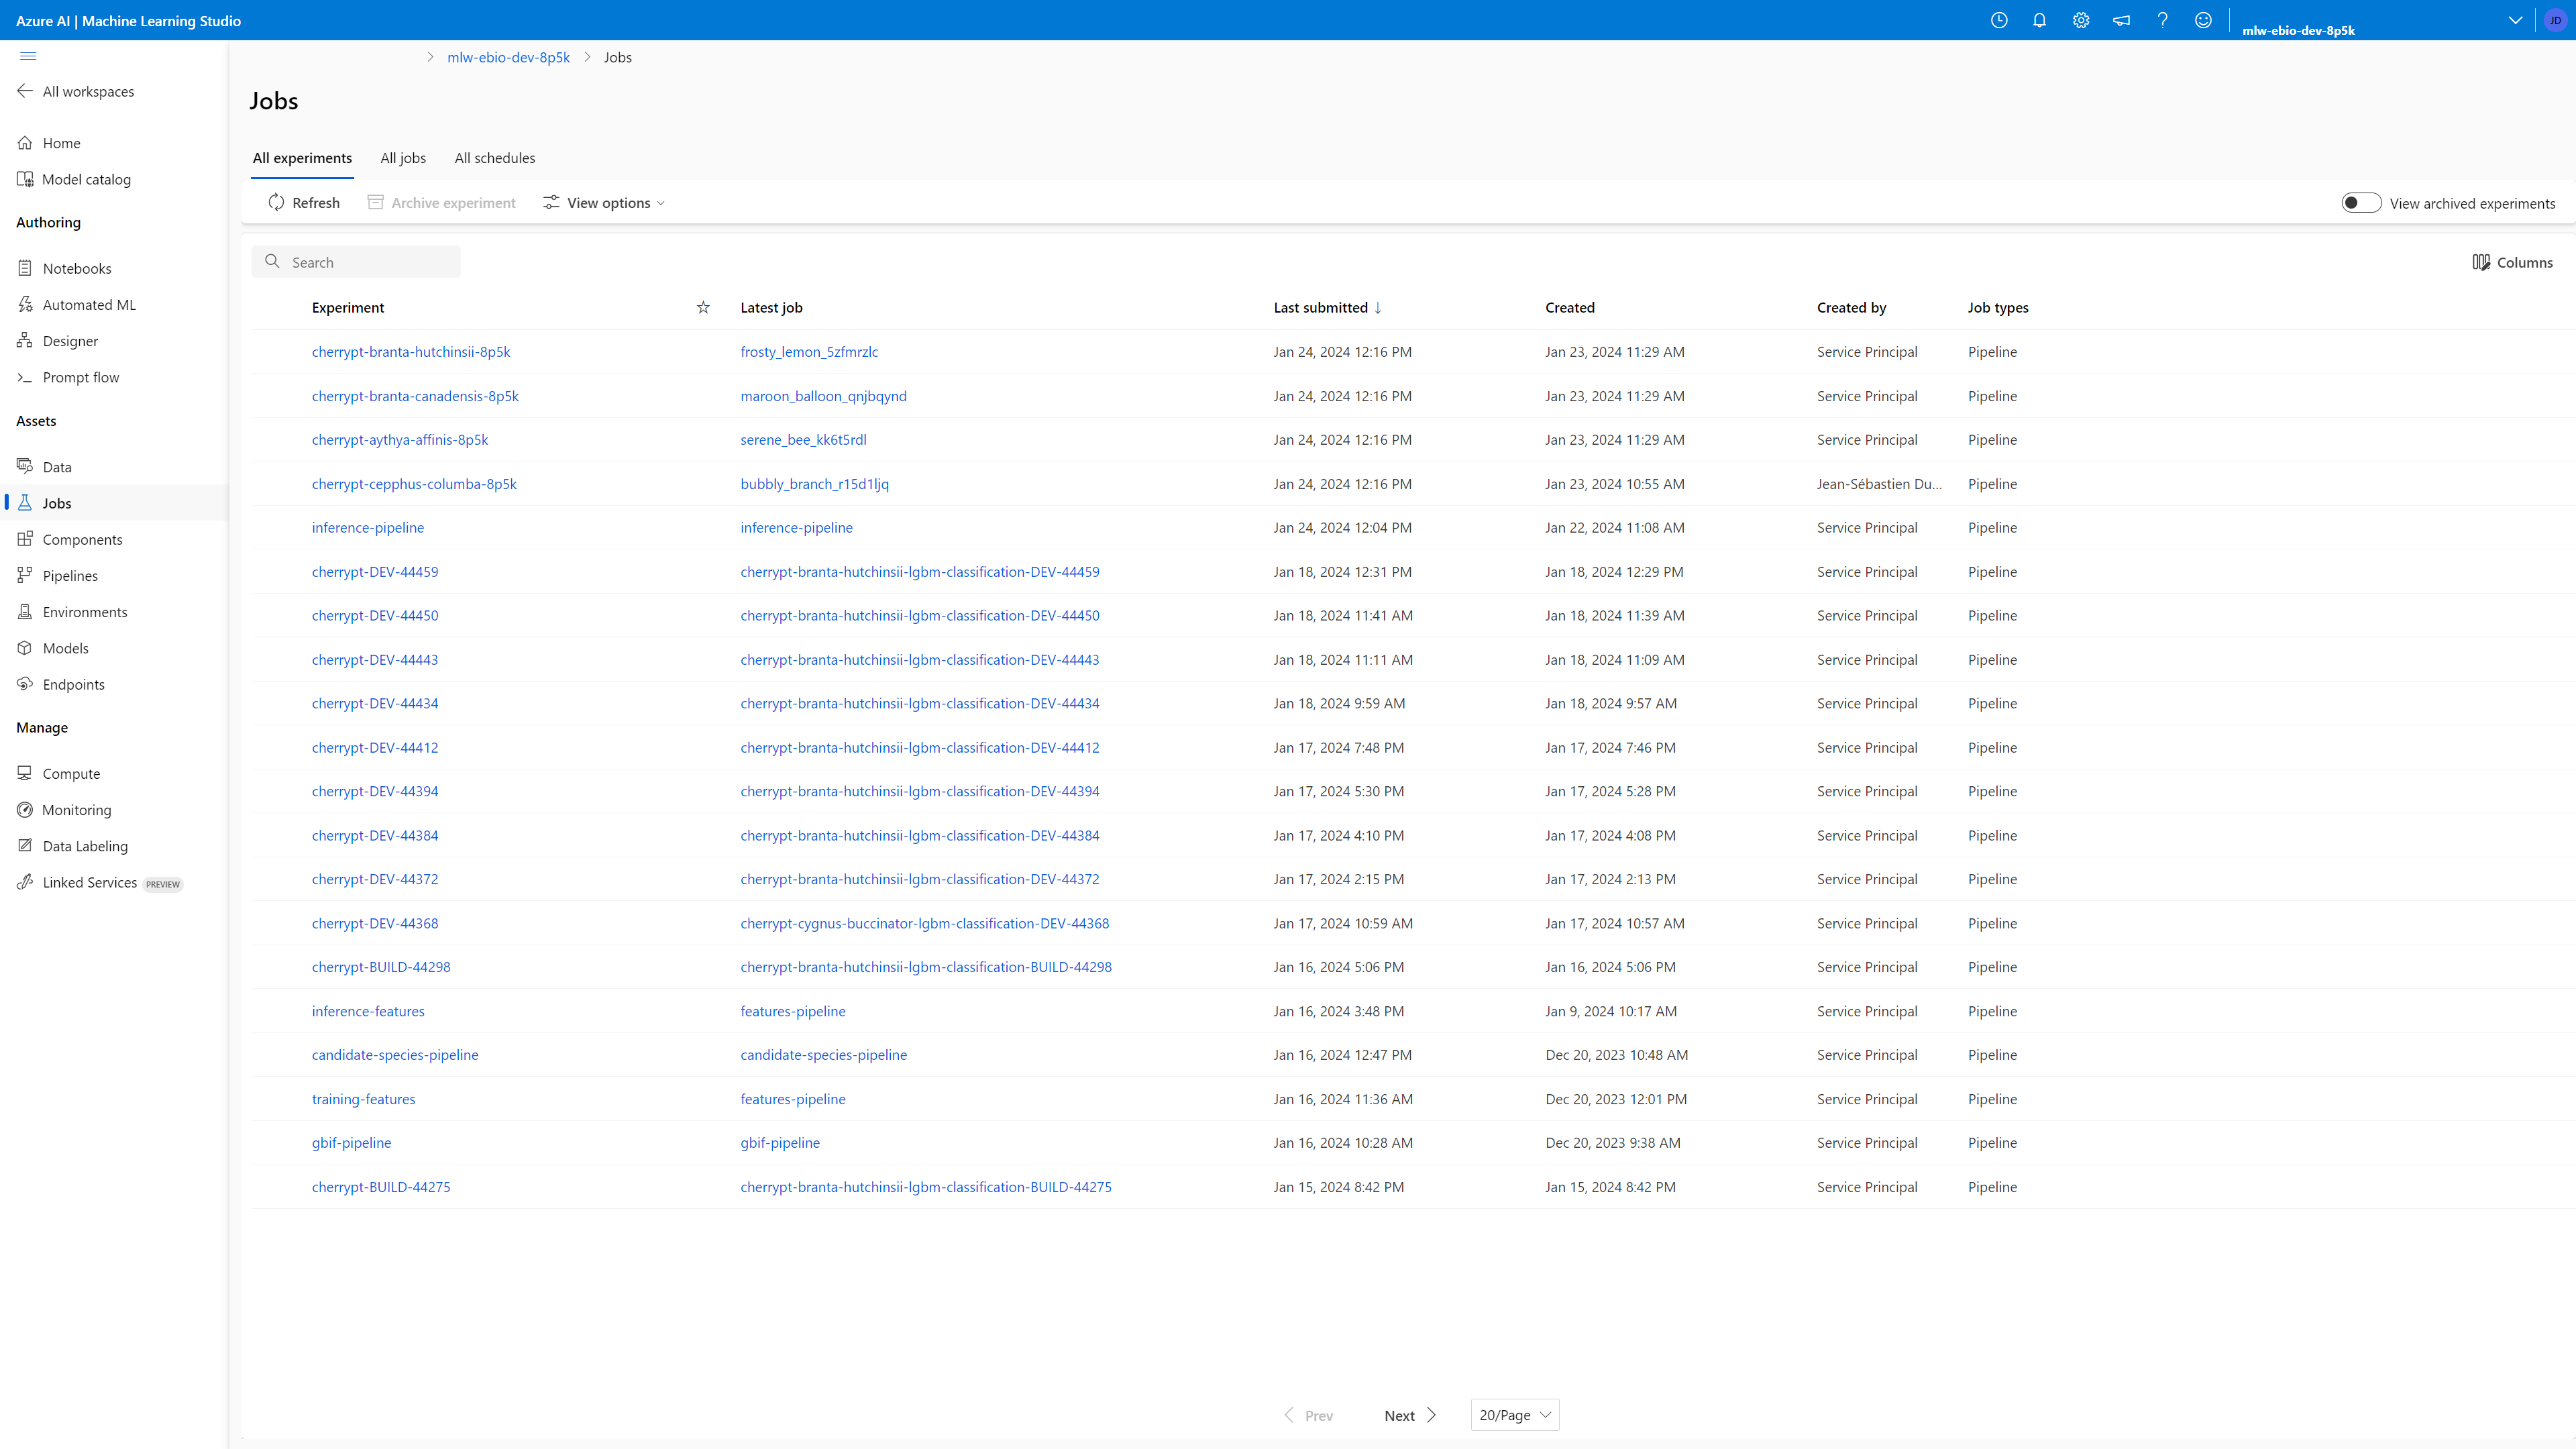 Azure AI | Machine Learning Studio
mlw-ebio-dev-8p5k
JD
mlw-ebio-dev-8p5k > Jobs
All workspaces
Home
Model catalog
Authoring
Notebooks
Automated ML
Designer
Prompt flow
Assets
Data
Jobs
Components
Pipelines
Environments
Models
Endpoints
Manage
Compute
Monitoring
Data Labeling
Linked Services PREVIEW
Jobs
All experiments All jobs All schedules
Refresh Archive experiment View options View archived experiments
Search Columns
Experiment Latest job Last submitted ↓ Created Created by Job types
cherrypt-branta-hutchinsii-8p5k frosty_lemon_5zfmrzlc Jan 24, 2024 12:16 PM Jan 23, 2024 11:29 AM Service Principal Pipeline
cherrypt-branta-canadensis-8p5k maroon_balloon_qnjbqynd Jan 24, 2024 12:16 PM Jan 23, 2024 11:29 AM Service Principal Pipeline
cherrypt-aythya-affinis-8p5k serene_bee_kk6t5rdl Jan 24, 2024 12:16 PM Jan 23, 2024 11:29 AM Service Principal Pipeline
cherrypt-cepphus-columba-8p5k bubbly_branch_r15d1ljq Jan 24, 2024 12:16 PM Jan 23, 2024 10:55 AM Jean-Sébastien Du... Pipeline
inference-pipeline inference-pipeline Jan 24, 2024 12:04 PM Jan 22, 2024 11:08 AM Service Principal Pipeline
cherrypt-DEV-44459 cherrypt-branta-hutchinsii-lgbm-classification-DEV-44459 Jan 18, 2024 12:31 PM Jan 18, 2024 12:29 PM Service Principal Pipeline
cherrypt-DEV-44450 cherrypt-branta-hutchinsii-lgbm-classification-DEV-44450 Jan 18, 2024 11:41 AM Jan 18, 2024 11:39 AM Service Principal Pipeline
cherrypt-DEV-44443 cherrypt-branta-hutchinsii-lgbm-classification-DEV-44443 Jan 18, 2024 11:11 AM Jan 18, 2024 11:09 AM Service Principal Pipeline
cherrypt-DEV-44434 cherrypt-branta-hutchinsii-lgbm-classification-DEV-44434 Jan 18, 2024 9:59 AM Jan 18, 2024 9:57 AM Service Principal Pipeline
cherrypt-DEV-44412 cherrypt-branta-hutchinsii-lgbm-classification-DEV-44412 Jan 17, 2024 7:48 PM Jan 17, 2024 7:46 PM Service Principal Pipeline
cherrypt-DEV-44394 cherrypt-branta-hutchinsii-lgbm-classification-DEV-44394 Jan 17, 2024 5:30 PM Jan 17, 2024 5:28 PM Service Principal Pipeline
cherrypt-DEV-44384 cherrypt-branta-hutchinsii-lgbm-classification-DEV-44384 Jan 17, 2024 4:10 PM Jan 17, 2024 4:08 PM Service Principal Pipeline
cherrypt-DEV-44372 cherrypt-branta-hutchinsii-lgbm-classification-DEV-44372 Jan 17, 2024 2:15 PM Jan 17, 2024 2:13 PM Service Principal Pipeline
cherrypt-DEV-44368 cherrypt-cygnus-buccinator-lgbm-classification-DEV-44368 Jan 17, 2024 10:59 AM Jan 17, 2024 10:57 AM Service Principal Pipeline
cherrypt-BUILD-44298 cherrypt-branta-hutchinsii-lgbm-classification-BUILD-44298 Jan 16, 2024 5:06 PM Jan 16, 2024 5:06 PM Service Principal Pipeline
inference-features features-pipeline Jan 16, 2024 3:48 PM Jan 9, 2024 10:17 AM Service Principal Pipeline
candidate-species-pipeline candidate-species-pipeline Jan 16, 2024 12:47 PM Dec 20, 2023 10:48 AM Service Principal Pipeline
training-features features-pipeline Jan 16, 2024 11:36 AM Dec 20, 2023 12:01 PM Service Principal Pipeline
gbif-pipeline gbif-pipeline Jan 16, 2024 10:28 AM Dec 20, 2023 9:38 AM Service Principal Pipeline
cherrypt-BUILD-44275 cherrypt-branta-hutchinsii-lgbm-classification-BUILD-44275 Jan 15, 2024 8:42 PM Jan 15, 2024 8:42 PM Service Principal Pipeline
Prev Next 20/Page